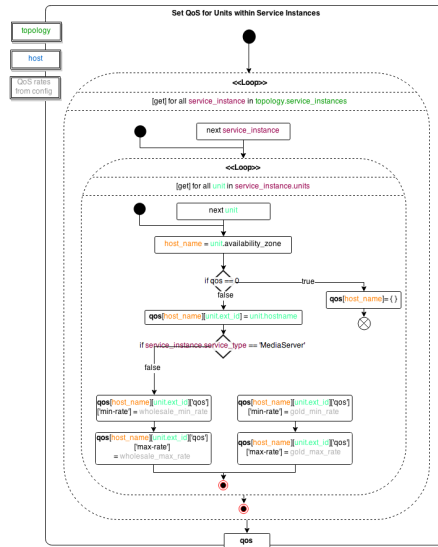 Set QoS for Units within Service Instances
topology
host
QoS rates
from config
<<Loop>>
[get] for all service_instance in topology.service_instances
next service_instance
<<Loop>>
[get] for all unit in service_instance.units
next unit
host_name = unit.availability_zone
if qos == 0
true
false
qos[host_name]= { }
qos[host_name][unit.ext_id] = unit.hostname
if service_instance.service_type == 'MediaServer'
false
qos[host_name][unit.ext_id]['qos']
['min-rate'] = wholesale_min_rate
qos[host_name][unit.ext_id]['qos']
['min-rate'] = gold_min_rate
qos[host_name][unit.ext_id]['qos']
['max-rate']
= wholesale_max_rate
qos[host_name][unit.ext_id]['qos']
['max-rate'] = gold_max_rate
qos